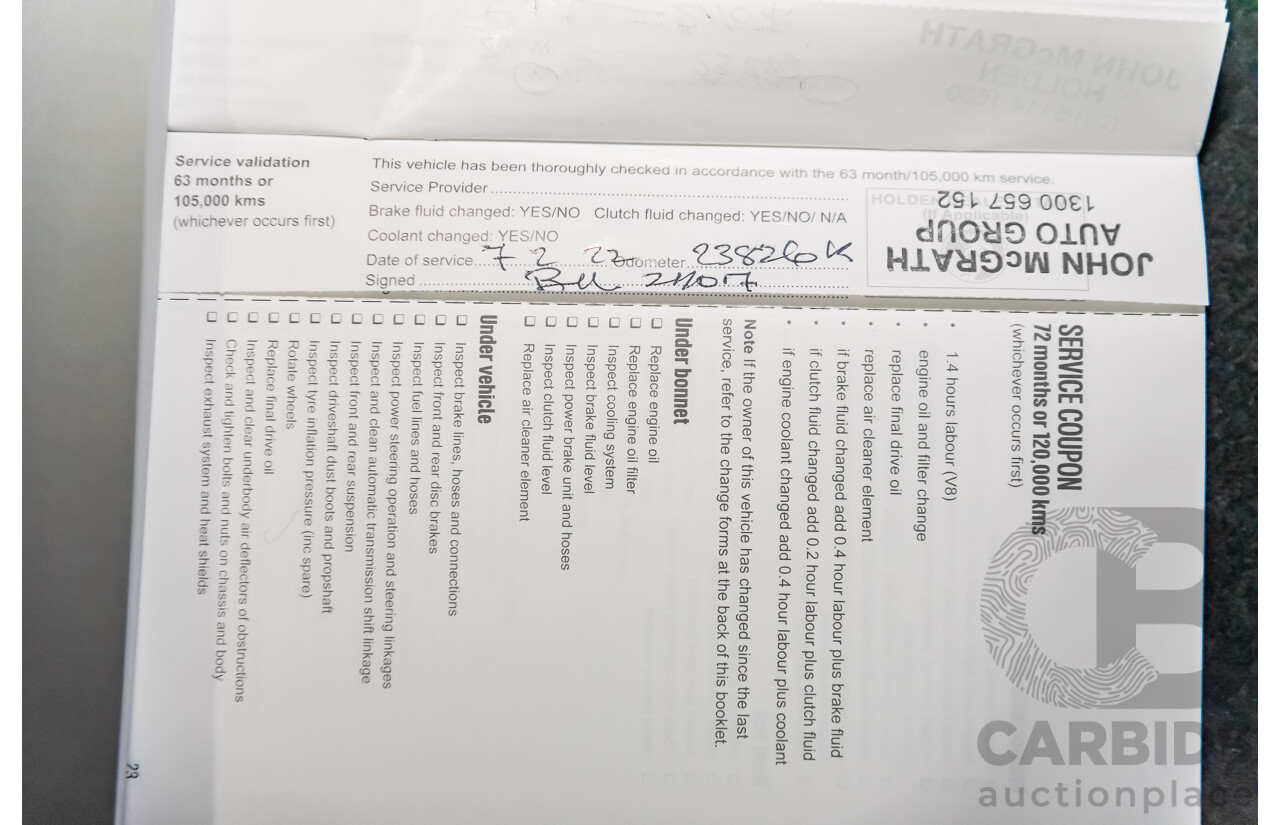 Service validation
63 months or
105,000 kms
(whichever occurs first)
This vehicle has been thoroughly checked in accordance with the 63 month/105,000 km service.
Service Provider
Brake fluid changed: YES/NO Clutch fluid changed: YES/NO/ N/A
Coolant changed: YES/NO
Date of service 7 2 22 Odometer 23826 K
Signed
HOLDEN
(If Applicable)
JOHN McGRATH
AUTO GROUP
1300 657 152
JOHN McGRATH
HOLDEN
SERVICE COUPON
72 months or 120,000 kms
(whichever occurs first)
• 1.4 hours labour (V8)
• engine oil and filter change
• replace final drive oil
• replace air cleaner element
• if brake fluid changed add 0.4 hour labour plus brake fluid
• if clutch fluid changed add 0.2 hour labour plus clutch fluid
• if engine coolant changed add 0.4 hour labour plus coolant
Note If the owner of this vehicle has changed since the last
service, refer to the change forms at the back of this booklet.
Under bonnet
❏ Replace engine oil
❏ Replace engine oil filter
❏ Inspect cooling system
❏ Inspect brake fluid level
❏ Inspect power brake unit and hoses
❏ Inspect clutch fluid level
❏ Replace air cleaner element
Under vehicle
❏ Inspect brake lines, hoses and connections
❏ Inspect front and rear disc brakes
❏ Inspect fuel lines and hoses
❏ Inspect power steering operation and steering linkages
❏ Inspect and clean automatic transmission shift linkage
❏ Inspect front and rear suspension
❏ Inspect driveshaft dust boots and propshaft
❏ Inspect tyre inflation pressure (inc spare)
❏ Rotate wheels
❏ Replace final drive oil
❏ Inspect and clear underbody air deflectors of obstructions
❏ Check and tighten bolts and nuts on chassis and body
❏ Inspect exhaust system and heat shields
23
CARBIDS
auctionplace